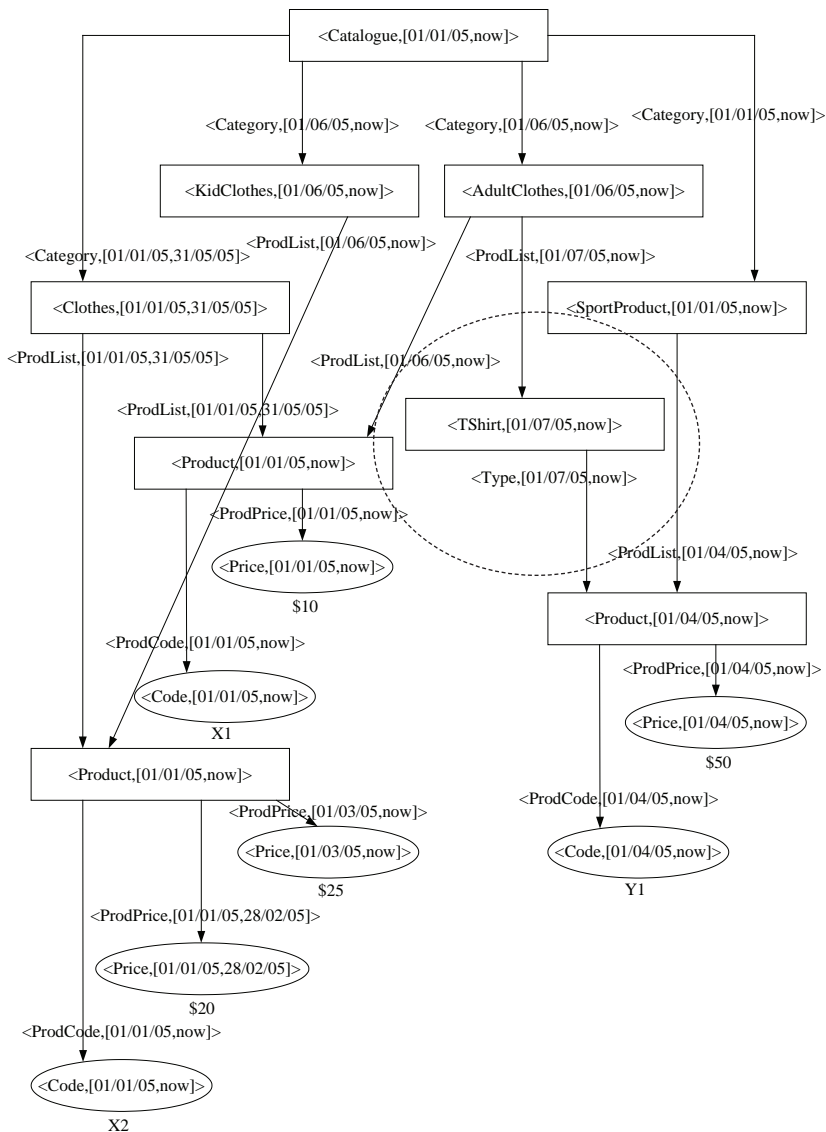 <Catalogue,[01/01/05,now]>
<Category,[01/01/05,now]>
<Category,[01/06/05,now]>
<Category,[01/06/05,now]>
<KidClothes,[01/06/05,now]>
<AdultClothes,[01/06/05,now]>
<ProdList,[01/06/05,now]>
<Category,[01/01/05,31/05/05]>
<ProdList,[01/07/05,now]>
<Clothes,[01/01/05,31/05/05]>
<SportProduct,[01/01/05,now]>
<ProdList,[01/01/05,31/05/05]>
<ProdList,[01/06/05,now]>
<ProdList,[01/01/05,31/05/05]>
<TShirt,[01/07/05,now]>
<Product,[01/01/05,now]>
<Type,[01/07/05,now]>
<ProdPrice,[01/01/05,now]>
<ProdList,[01/04/05,now]>
<Price,[01/01/05,now]>
$10
<Product,[01/04/05,now]>
<ProdCode,[01/01/05,now]>
<ProdPrice,[01/04/05,now]>
<Code,[01/01/05,now]>
X1
<Price,[01/04/05,now]>
$50
<Product,[01/01/05,now]>
<ProdCode,[01/04/05,now]>
<ProdPrice,[01/03/05,now]>
<Price,[01/03/05,now]>
$25
<Code,[01/04/05,now]>
Y1
<ProdPrice,[01/01/05,28/02/05]>
<Price,[01/01/05,28/02/05]>
$20
<ProdCode,[01/01/05,now]>
<Code,[01/01/05,now]>
X2